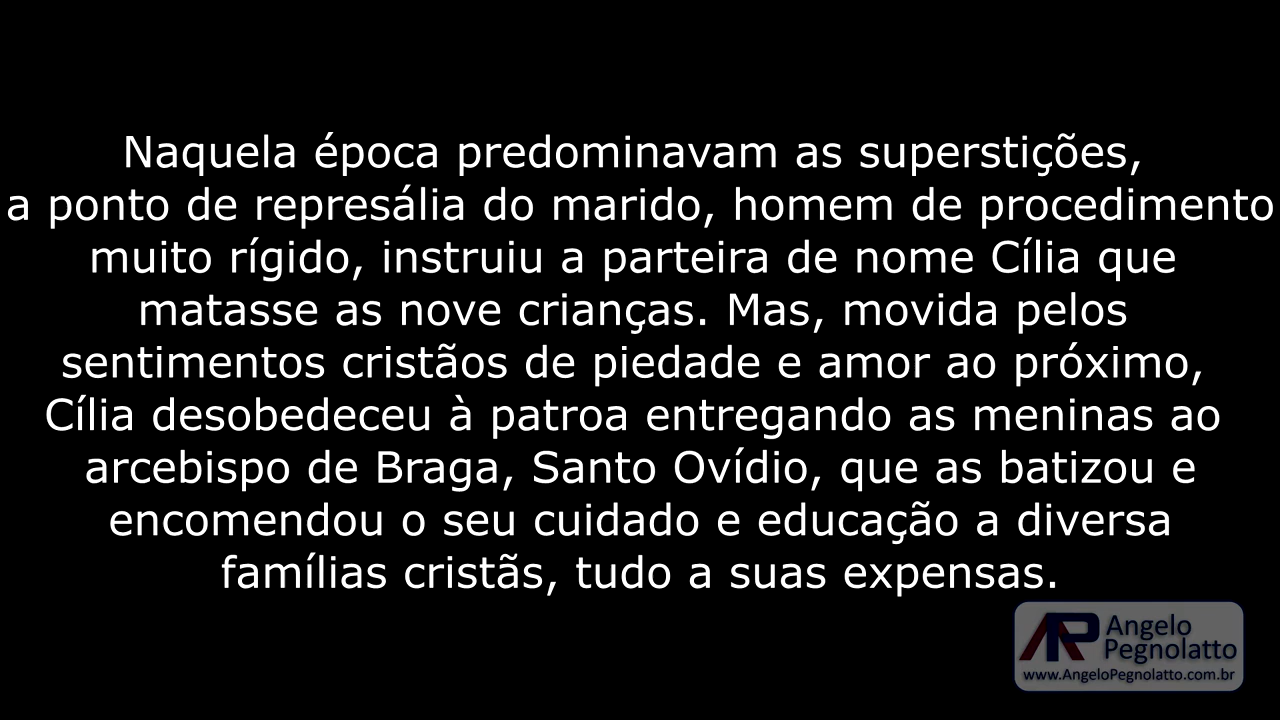 Naquela época predominavam as superstições,
a ponto de represália do marido, homem de procedimento
muito rígido, instruiu a parteira de nome Cília que
matasse as nove crianças. Mas, movida pelos
sentimentos cristãos de piedade e amor ao próximo,
Cília desobedeceu à patroa entregando as meninas ao
arcebispo de Braga, Santo Ovídio, que as batizou e
encomendou o seu cuidado e educação a diversa
famílias cristãs, tudo a suas expensas.
AP Angelo
Pegnolatto
www.AngeloPegnolatto.com.br